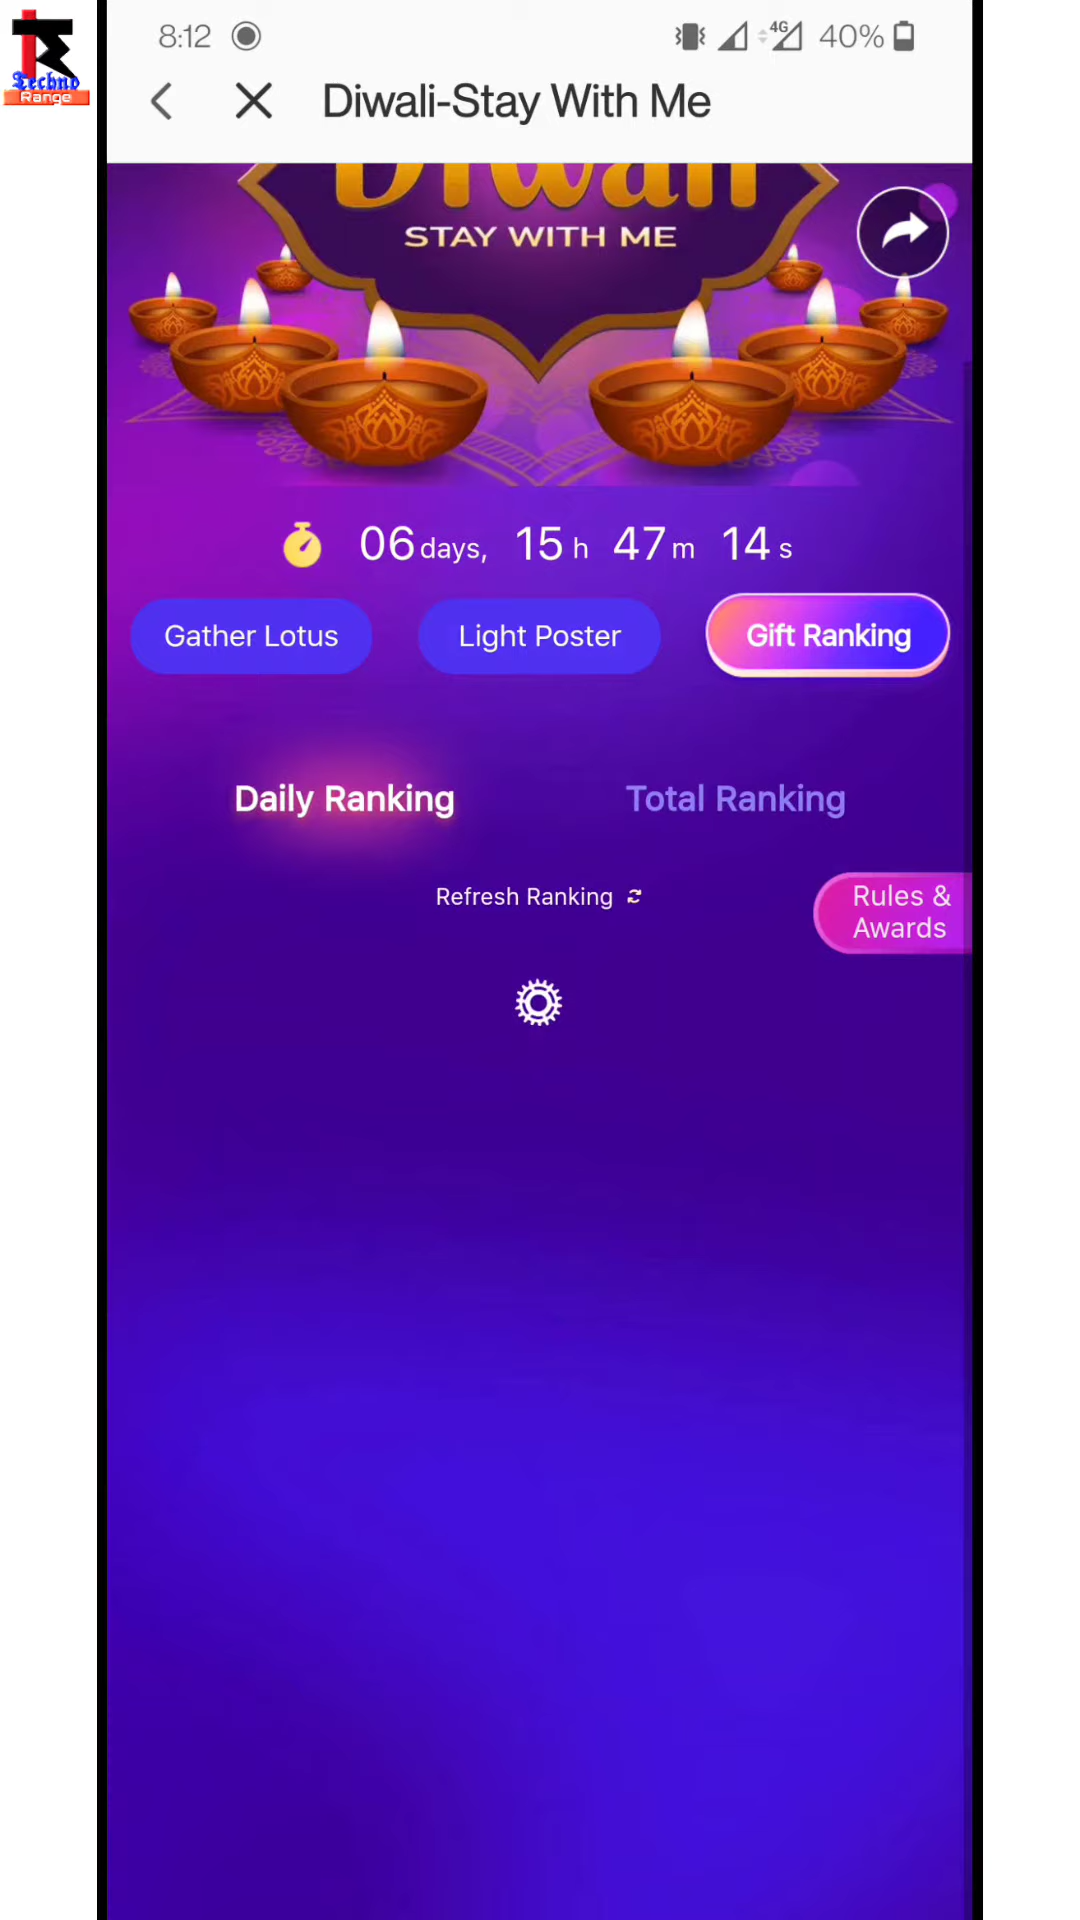 Techno
Range
8:12
4G
40%
Diwali-Stay With Me
Diwali
STAY WITH ME
06 days, 15 h 47 m 14 s
Gather Lotus
Light Poster
Gift Ranking
Daily Ranking
Total Ranking
Refresh Ranking
Rules &
Awards